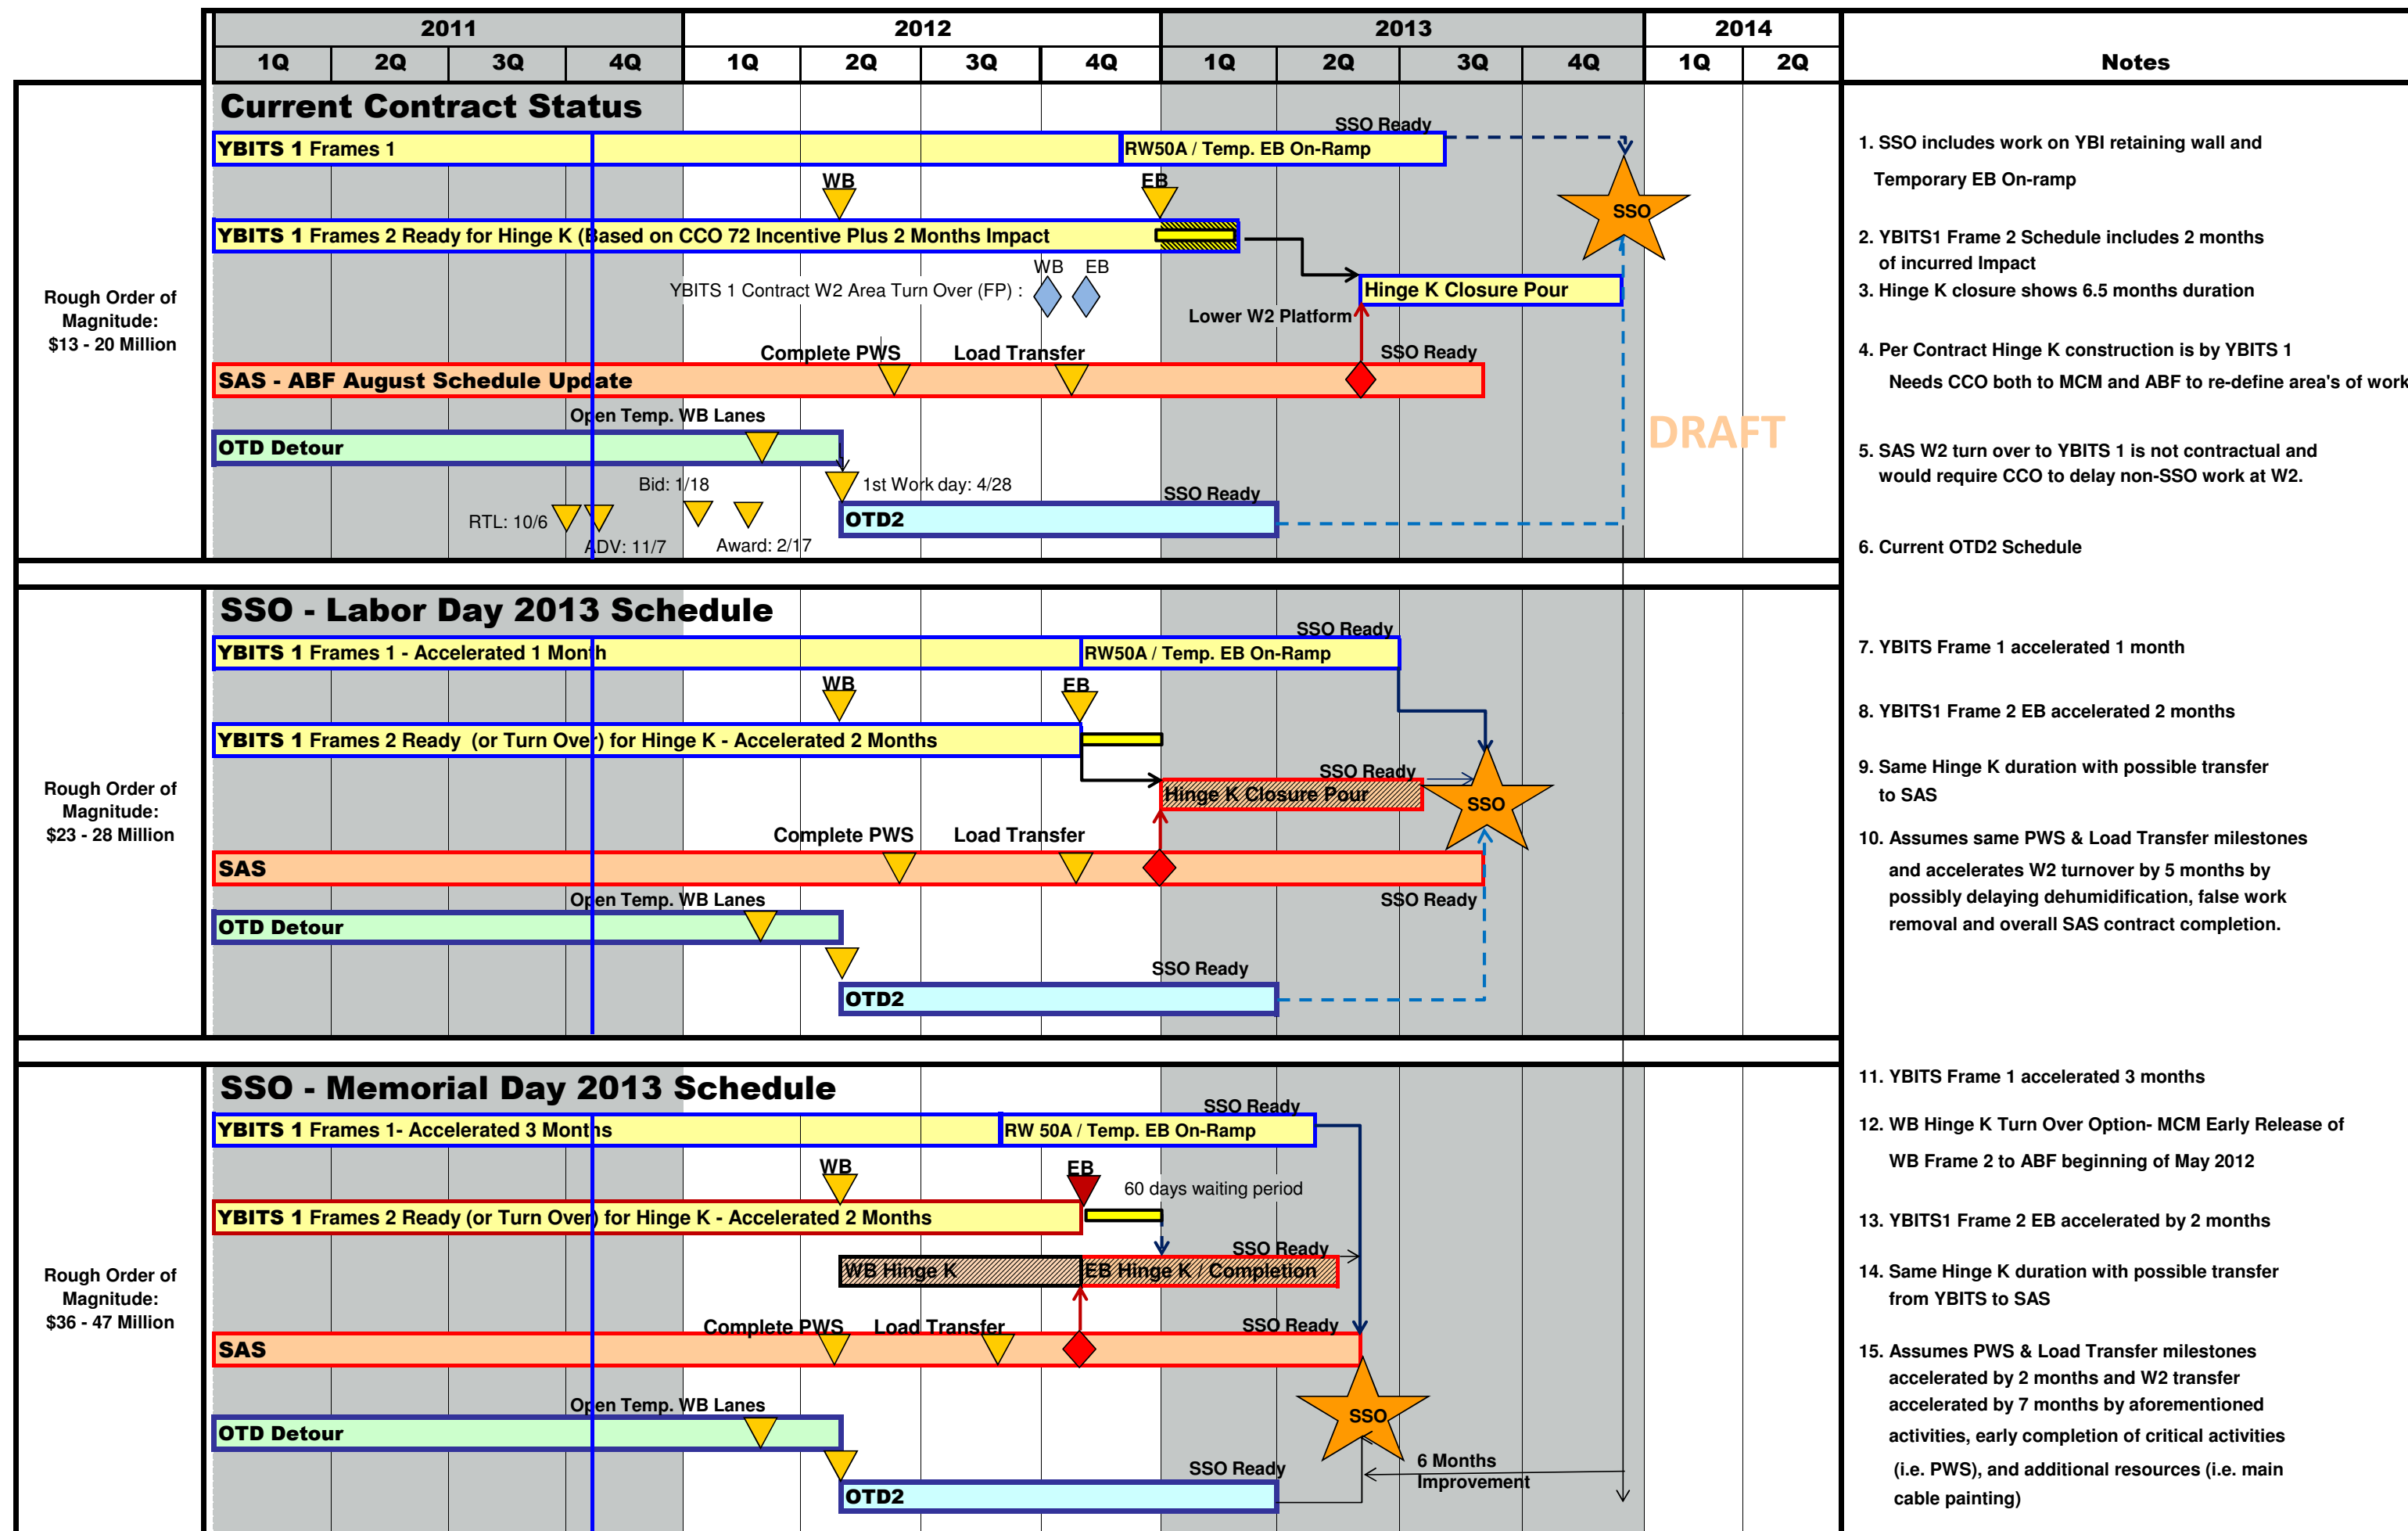 2011 2012 2013 2014
1Q 2Q 3Q 4Q 1Q 2Q 3Q 4Q 1Q 2Q 3Q 4Q 1Q 2Q Notes
Rough Order of
Magnitude:
$13 - 20 Million
Current Contract Status
SSO Ready
YBITS 1 Frames 1 RW50A / Temp. EB On-Ramp
WB EB
SSO
YBITS 1 Frames 2 Ready for Hinge K (Based on CCO 72 Incentive Plus 2 Months Impact
WB EB
YBITS 1 Contract W2 Area Turn Over (FP) :
Hinge K Closure Pour
Lower W2 Platform
Complete PWS Load Transfer SSO Ready
SAS - ABF August Schedule Update
Open Temp. WB Lanes
OTD Detour
DRAFT
Bid: 1/18 1st Work day: 4/28
SSO Ready
RTL: 10/6 OTD2
ADV: 11/7 Award: 2/17
1. SSO includes work on YBI retaining wall and
Temporary EB On-ramp
2. YBITS1 Frame 2 Schedule includes 2 months
of incurred Impact
3. Hinge K closure shows 6.5 months duration
4. Per Contract Hinge K construction is by YBITS 1
Needs CCO both to MCM and ABF to re-define area's of work
5. SAS W2 turn over to YBITS 1 is not contractual and
would require CCO to delay non-SSO work at W2.
6. Current OTD2 Schedule
Rough Order of
Magnitude:
$23 - 28 Million
SSO - Labor Day 2013 Schedule
SSO Ready
YBITS 1 Frames 1 - Accelerated 1 Month RW50A / Temp. EB On-Ramp
WB EB
YBITS 1 Frames 2 Ready (or Turn Over) for Hinge K - Accelerated 2 Months
SSO Ready
Hinge K Closure Pour
SSO
Complete PWS Load Transfer
SAS
Open Temp. WB Lanes SSO Ready
OTD Detour
SSO Ready
OTD2
7. YBITS Frame 1 accelerated 1 month
8. YBITS1 Frame 2 EB accelerated 2 months
9. Same Hinge K duration with possible transfer
to SAS
10. Assumes same PWS & Load Transfer milestones
and accelerates W2 turnover by 5 months by
possibly delaying dehumidification, false work
removal and overall SAS contract completion.
Rough Order of
Magnitude:
$36 - 47 Million
SSO - Memorial Day 2013 Schedule
SSO Ready
YBITS 1 Frames 1- Accelerated 3 Months RW 50A / Temp. EB On-Ramp
WB EB
60 days waiting period
YBITS 1 Frames 2 Ready (or Turn Over) for Hinge K - Accelerated 2 Months
SSO Ready
WB Hinge K EB Hinge K / Completion
Complete PWS Load Transfer SSO Ready
SAS
Open Temp. WB Lanes
SSO
OTD Detour
SSO Ready
6 Months
Improvement
OTD2
11. YBITS Frame 1 accelerated 3 months
12. WB Hinge K Turn Over Option- MCM Early Release of
WB Frame 2 to ABF beginning of May 2012
13. YBITS1 Frame 2 EB accelerated by 2 months
14. Same Hinge K duration with possible transfer
from YBITS to SAS
15. Assumes PWS & Load Transfer milestones
accelerated by 2 months and W2 transfer
accelerated by 7 months by aforementioned
activities, early completion of critical activities
(i.e. PWS), and additional resources (i.e. main
cable painting)